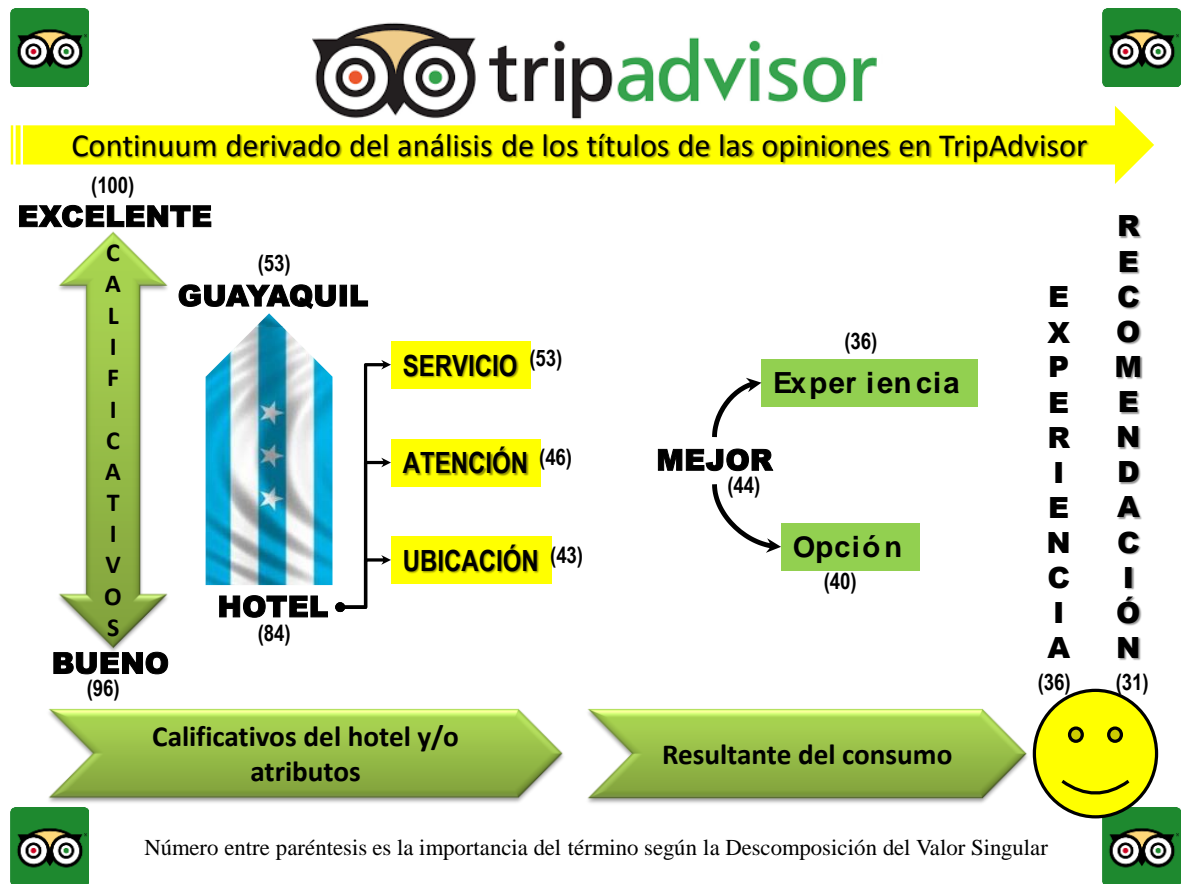 tripadvisor
Continuum derivado del análisis de los títulos de las opiniones en TripAdvisor
(100)
EXCELENTE
CALIFICATIVOS
BUENO
(96)
(53)
GUAYAQUIL
HOTEL
(84)
SERVICIO (53)
ATENCIÓN (46)
UBICACIÓN (43)
MEJOR
(44)
(36)
Experiencia
Opción
(40)
EXPERIENCIA
(36)
RECOMENDACIÓN
(31)
Calificativos del hotel y/o
atributos
Resultante del consumo
Número entre paréntesis es la importancia del término según la Descomposición del Valor Singular